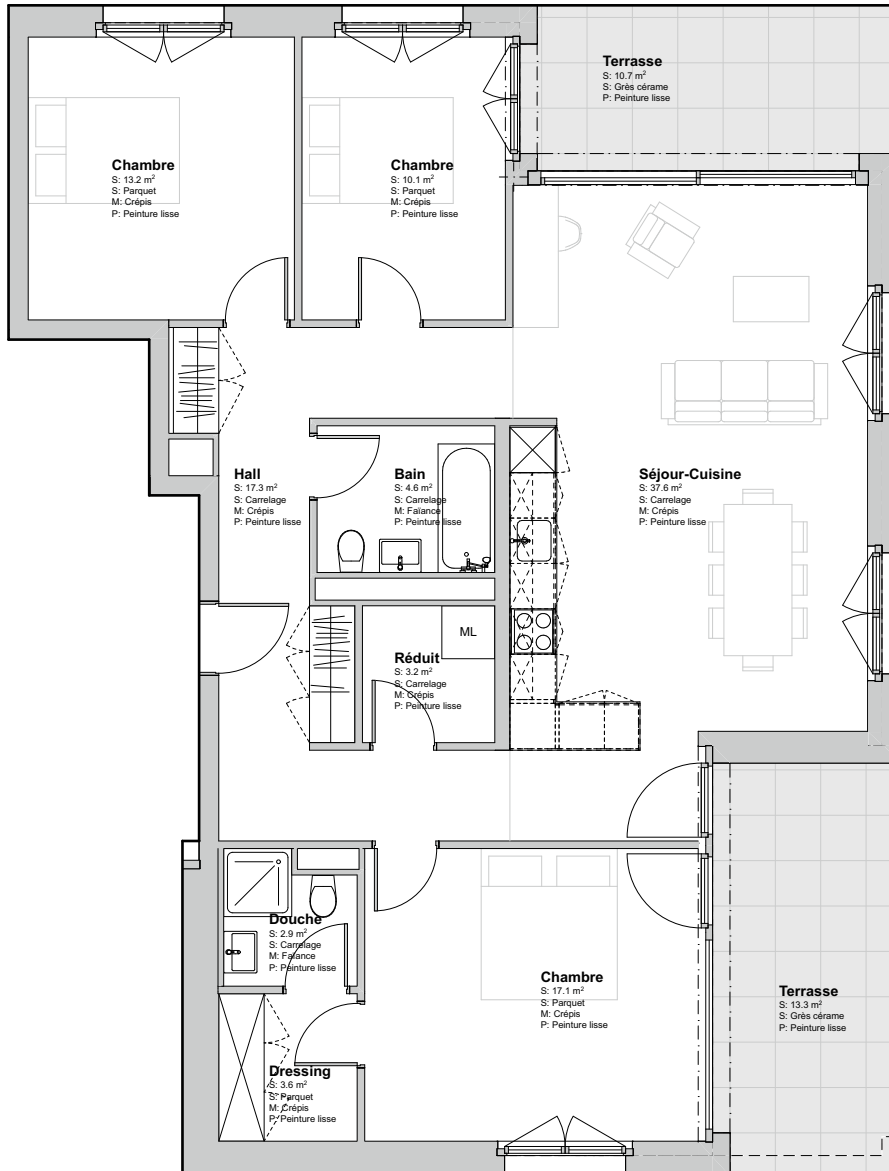 Terrasse
S: 10.7 m²
S: Grès cérame
P: Peinture lisse
Chambre
S: 13.2 m²
S: Parquet
M: Crépis
P: Peinture lisse
Chambre
S: 10.1 m²
S: Parquet
M: Crépis
P: Peinture lisse
Hall
S: 17.3 m²
S: Carrelage
M: Crépis
P: Peinture lisse
Bain
S: 4.6 m²
S: Carrelage
M: Faïance
P: Peinture lisse
Séjour-Cuisine
S: 37.6 m²
S: Carrelage
M: Crépis
P: Peinture lisse
ML
Réduit
S: 3.2 m²
S: Carrelage
M: Crépis
P: Peinture lisse
Douche
S: 2.9 m²
S: Carrelage
M: Faïance
P: Peinture lisse
Chambre
S: 17.1 m²
S: Parquet
M: Crépis
P: Peinture lisse
Terrasse
S: 13.3 m²
S: Grès cérame
P: Peinture lisse
Dressing
S: 3.6 m²
S: Parquet
M: Crépis
P: Peinture lisse